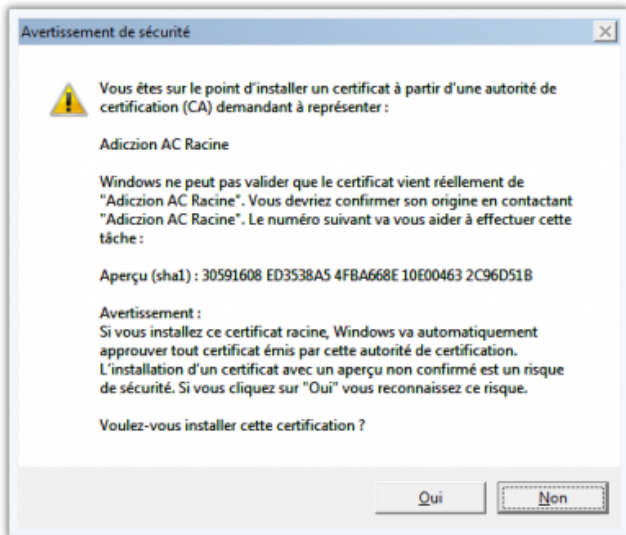 Avertissement de sécurité
Vous êtes sur le point d'installer un certificat à partir d'une autorité de
certification (CA) demandant à représenter :
Adiczion AC Racine
Windows ne peut pas valider que le certificat vient réellement de
"Adiczion AC Racine". Vous devriez confirmer son origine en contactant
"Adiczion AC Racine". Le numéro suivant va vous aider à effectuer cette
tâche :
Aperçu (sha1) : 30591608 ED3538A5 4FBA668E 10E00463 2C96D51B
Avertissement :
Si vous installez ce certificat racine, Windows va automatiquement
approuver tout certificat émis par cette autorité de certification.
L'installation d'un certificat avec un aperçu non confirmé est un risque
de sécurité. Si vous cliquez sur "Oui" vous reconnaissez ce risque.
Voulez-vous installer cette certification ?
Oui Non